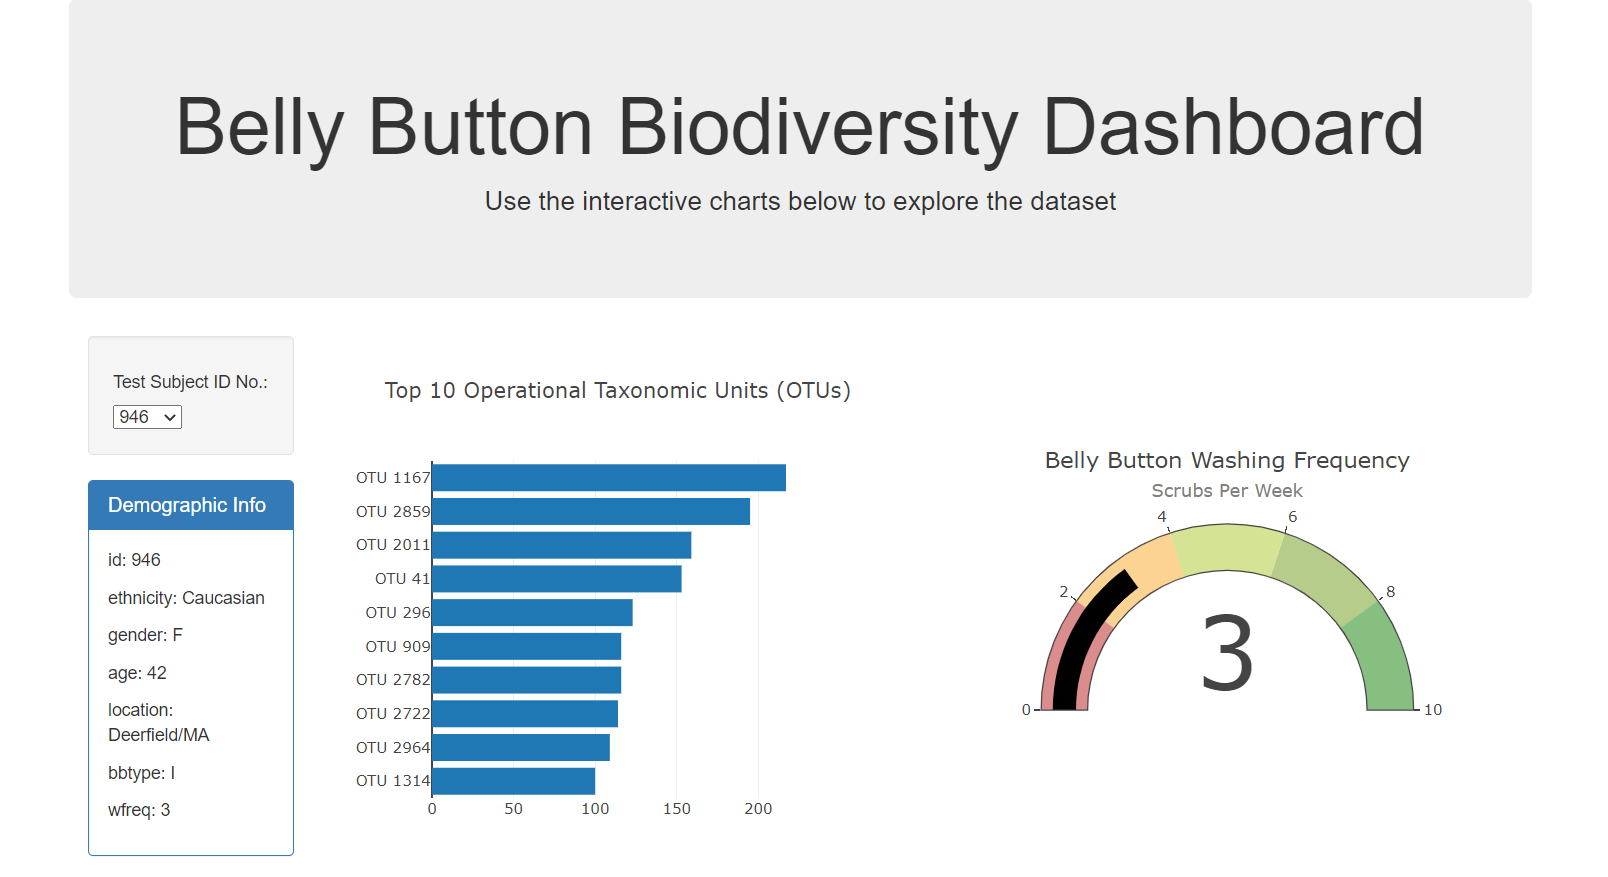 Belly Button Biodiversity Dashboard
Use the interactive charts below to explore the dataset
Test Subject ID No.:
946
Demographic Info
id: 946
ethnicity: Caucasian
gender: F
age: 42
location:
Deerfield/MA
bbtype: I
wfreq: 3
Top 10 Operational Taxonomic Units (OTUs)
OTU 1167
OTU 2859
OTU 2011
OTU 41
OTU 296
OTU 909
OTU 2782
OTU 2722
OTU 2964
OTU 1314
0 50 100 150 200
Belly Button Washing Frequency
Scrubs Per Week
4 6
2 8
3
0 10